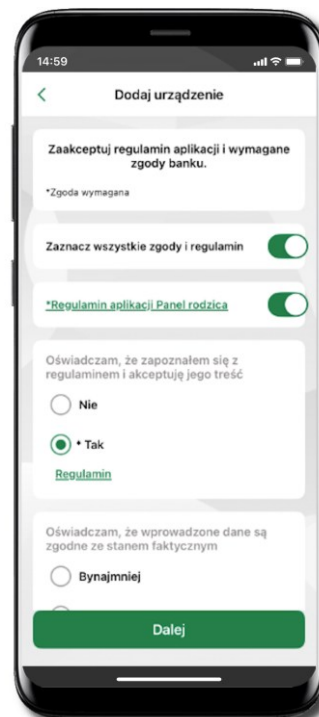 14:59
Dodaj urządzenie
Zaakceptuj regulamin aplikacji i wymagane
zgody banku.
*Zgoda wymagana
Zaznacz wszystkie zgody i regulamin
*Regulamin aplikacji Panel rodzica
Oświadczam, że zapoznałem się z
regulaminem i akceptuję jego treść
Nie
* Tak
Regulamin
Oświadczam, że wprowadzone dane są
zgodne ze stanem faktycznym
Bynajmniej
Dalej